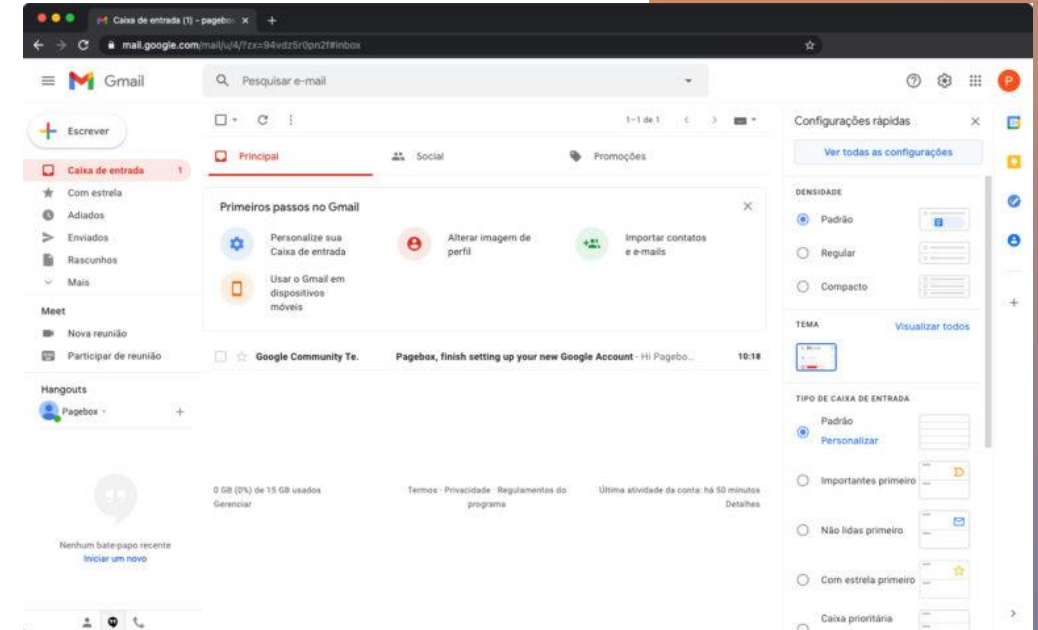 Caixa de entrada (1) - pagebo
mail.google.com/mail/u/4/?zx=94vdz5r0pn2f#inbox
Gmail
Pesquisar e-mail
P
Escrever
1-1 de 1
Configurações rápidas
Ver todas as configurações
Principal
Social
Promoções
Caixa de entrada 1
Com estrela
Adiados
Enviados
Rascunhos
Mais
Primeiros passos no Gmail
Personalize sua
Caixa de entrada
Alterar imagem de
perfil
Importar contatos
e e-mails
Usar o Gmail em
dispositivos
móveis
Google Community Te.
Pagebox, finish setting up your new Google Account - Hi Pagebo...
10:18
Meet
Nova reunião
Participar de reunião
Hangouts
Pagebox
Nenhum bate-papo recente
Iniciar um novo
0 GB (0%) de 15 GB usados
Gerenciar
Termos · Privacidade · Regulamentos do
programa
Última atividade da conta: há 50 minutos
Detalhes
DENSIDADE
Padrão
Regular
Compacto
TEMA
Visualizar todos
TIPO DE CAIXA DE ENTRADA
Padrão
Personalizar
Importantes primeiro
Não lidas primeiro
Com estrela primeiro
Caixa prioritária